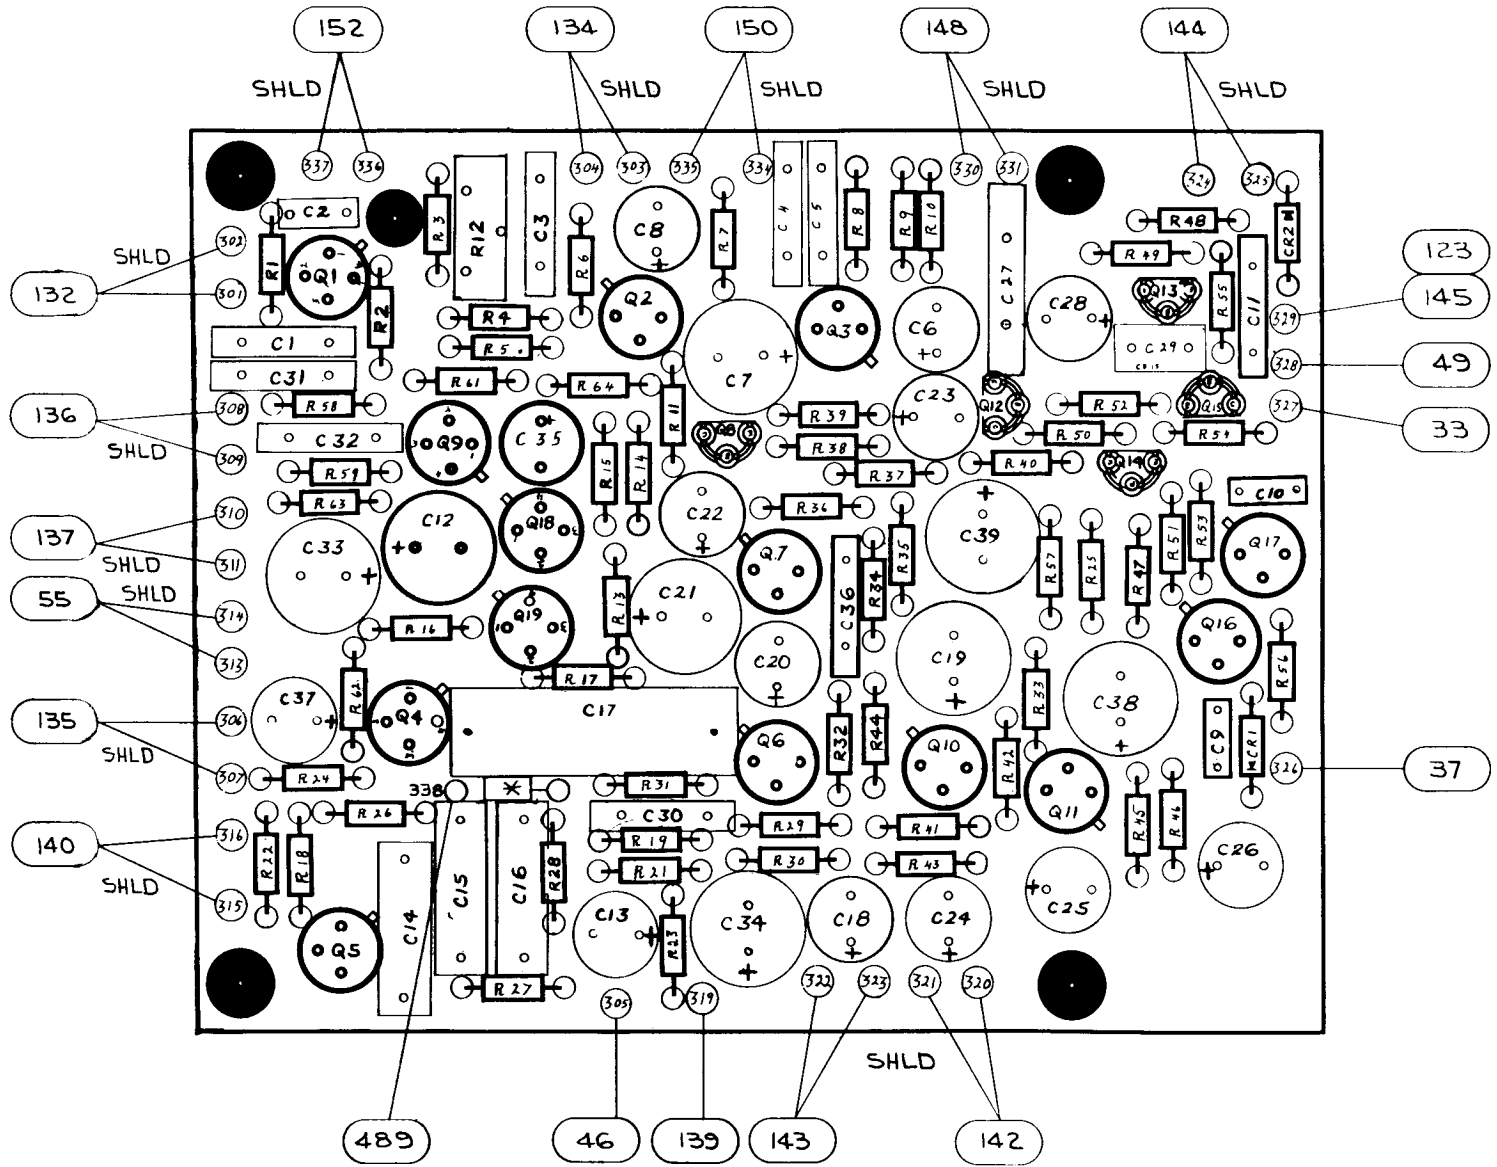 152 134 150 148 144
SHLD SHLD SHLD SHLD SHLD
337 336 304 303 335 334 330 331 324 325
C2 R3 R12 C3 R6 C8 R7 C4 C5 R8 R9 R10 C27 R48 CR2
SHLD 302 R1 Q1 R2 R49 R55 C11 123
132 301 Q2 C28 Q13 145
R4 Q3 C6 329
C1 R5 C29 49
C31 R61 R64 C7 328
136 308 R58 R11 R39 C23 Q12 R52 Q15 327 33
SHLD 309 C32 Q9 C35 Q8 R38 R50 R54
R59 R15 R14 R37 R40 Q14
R63 C10
137 310 C12 Q18 C22 R36 R35 C39 R51 R53
SHLD 311 C33 Q7 R34 R57 R25 R47 Q17
55 SHLD 314 Q19 R13 C21 C36
313 R16 C20 C19 Q16 R56
R62 R17 R33
135 306 C37 Q4 C17 C38
SHLD 307 R24 Q6 R32 R44 Q10 R42 C9 CR1 326 37
338 * R31 Q11
R26 C30 R29 R41 R45 R46
140 316 R22 R18 R19 R30 R43 C26
SHLD 315 R21 R28 C25
Q5 C14 C15 C16 C13 R23 C34 C18 C24
R27 305 319 322 323 321 320
SHLD
489 46 139 143 142